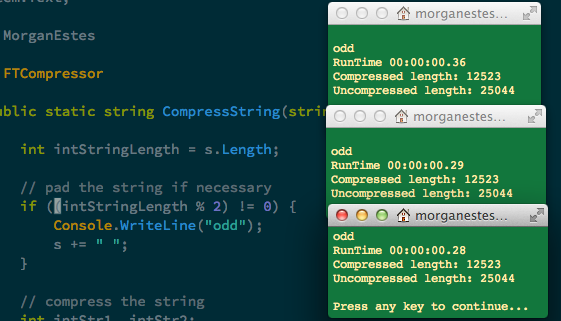 MorganEstes
FTCompressor
public static string CompressString(strin
int intStringLength = s.Length;
// pad the string if necessary
if ((intStringLength % 2) != 0) {
Console.WriteLine("odd");
s += " ";
}
// compress the string
int intStr1, intStr2;
morganestes...
odd
RunTime 00:00:00.36
Compressed length: 12523
Uncompressed length: 25044
morganestes...
odd
RunTime 00:00:00.29
Compressed length: 12523
Uncompressed length: 25044
morganestes...
odd
RunTime 00:00:00.28
Compressed length: 12523
Uncompressed length: 25044
Press any key to continue...